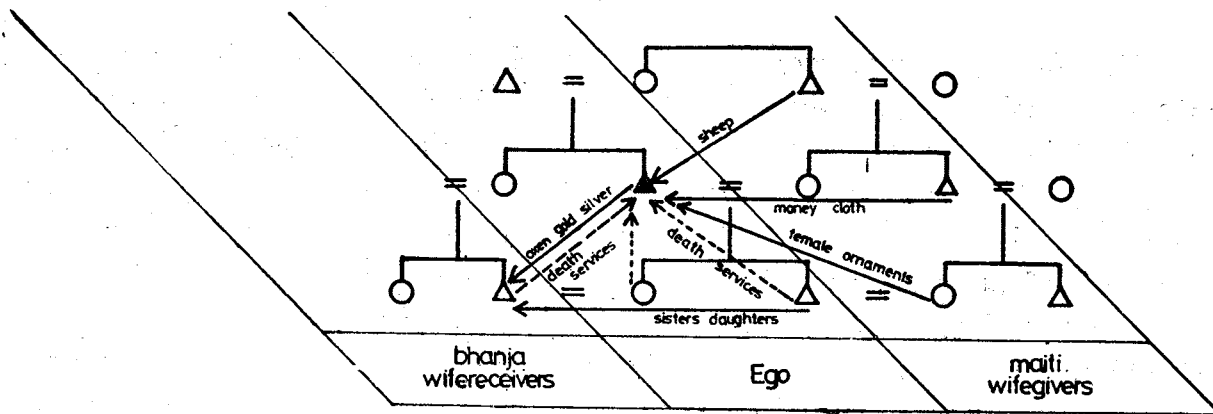 sheep
money cloth
oxen gold silver
death
services
death
services
female ornaments
sisters daughters
bhanja
wifereceivers
Ego
maiti
wifegivers